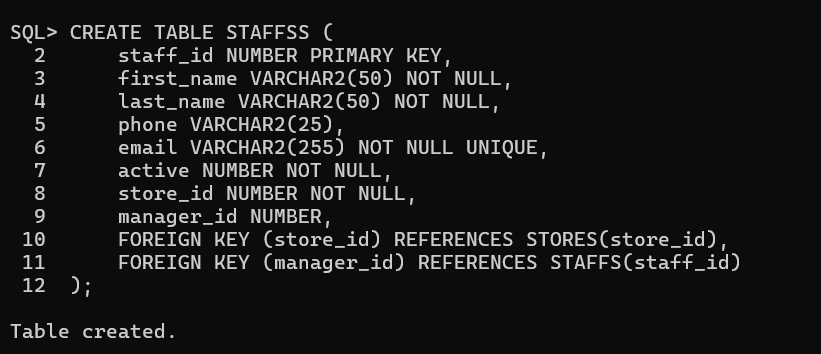 SQL> CREATE TABLE STAFFSS (
  2      staff_id NUMBER PRIMARY KEY,
  3      first_name VARCHAR2(50) NOT NULL,
  4      last_name VARCHAR2(50) NOT NULL,
  5      phone VARCHAR2(25),
  6      email VARCHAR2(255) NOT NULL UNIQUE,
  7      active NUMBER NOT NULL,
  8      store_id NUMBER NOT NULL,
  9      manager_id NUMBER,
 10      FOREIGN KEY (store_id) REFERENCES STORES(store_id),
 11      FOREIGN KEY (manager_id) REFERENCES STAFFS(staff_id)
 12  );
Table created.